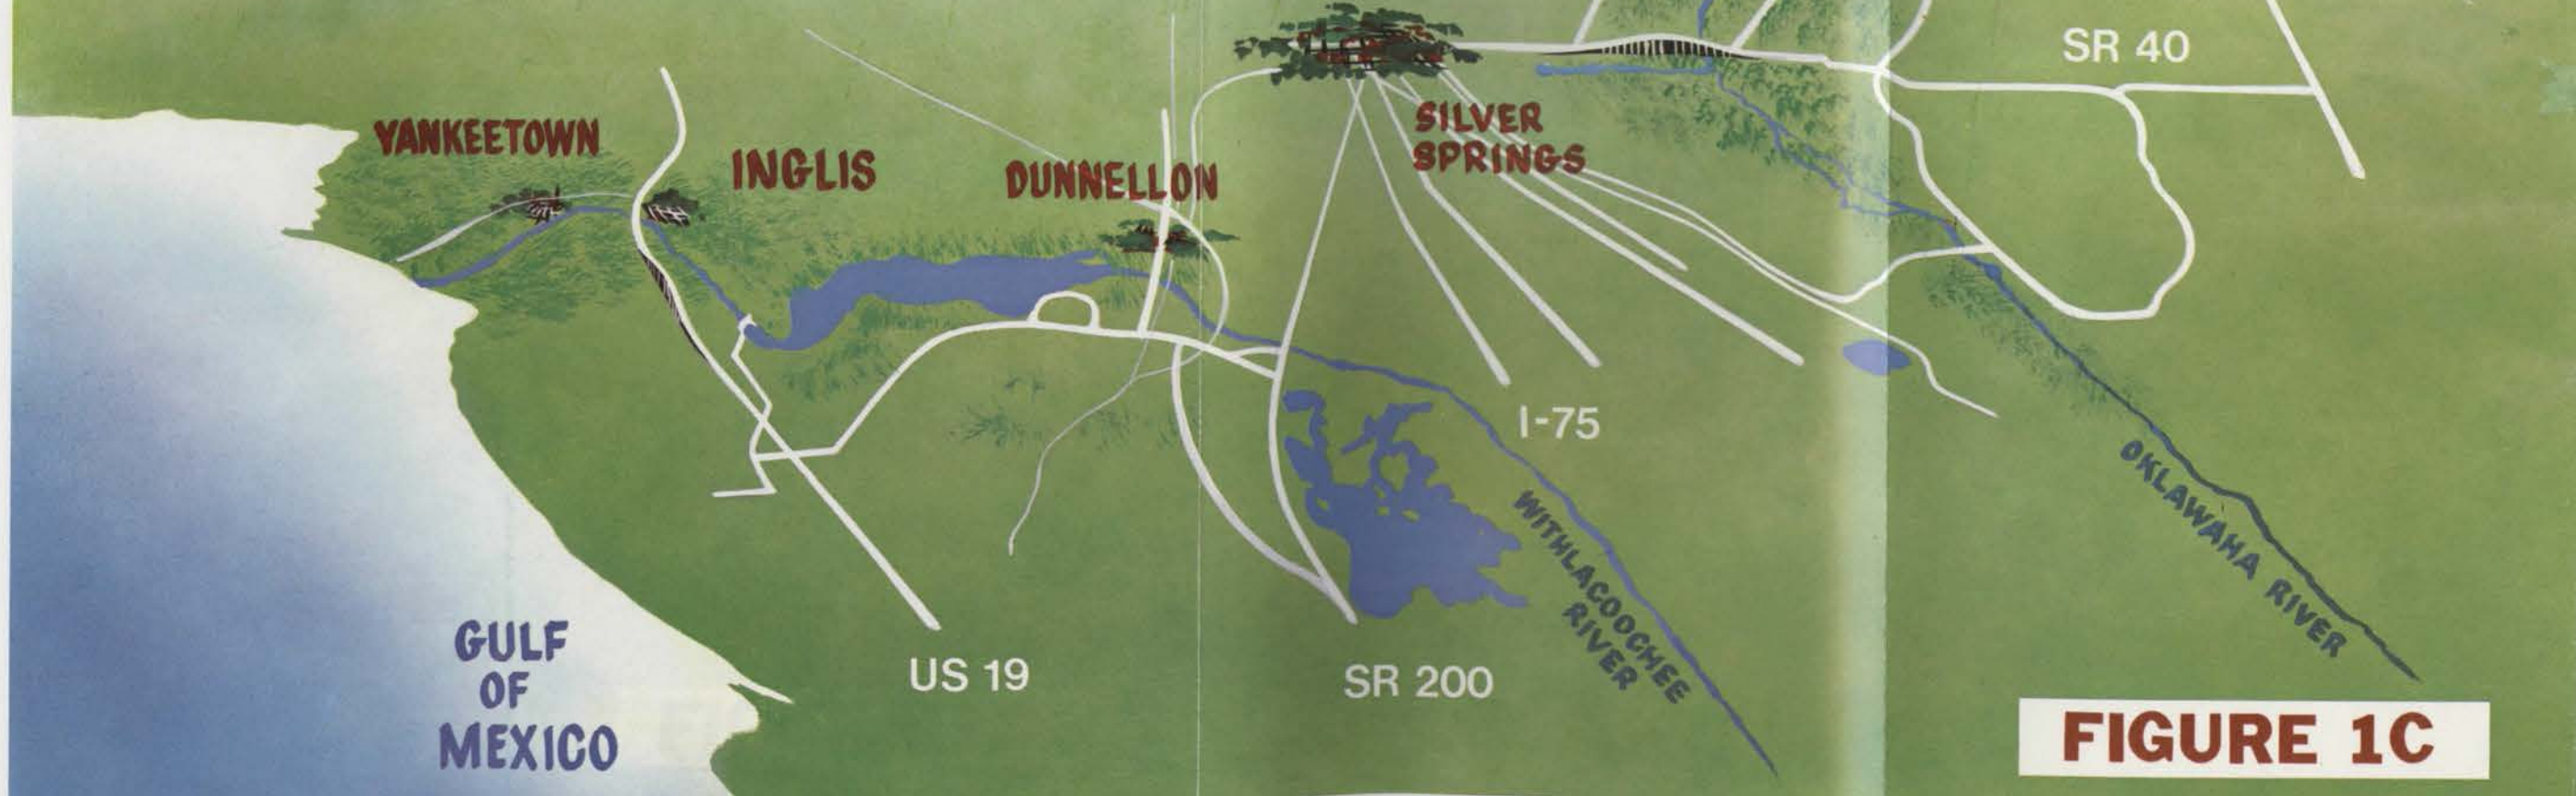 SR 40
YANKEETOWN
INGLIS
DUNNELLON
SILVER
SPRINGS
I-75
WITHLACOOCHEE
RIVER
OKLAWAHA RIVER
GULF
OF
MEXICO
US 19
SR 200
FIGURE 1C